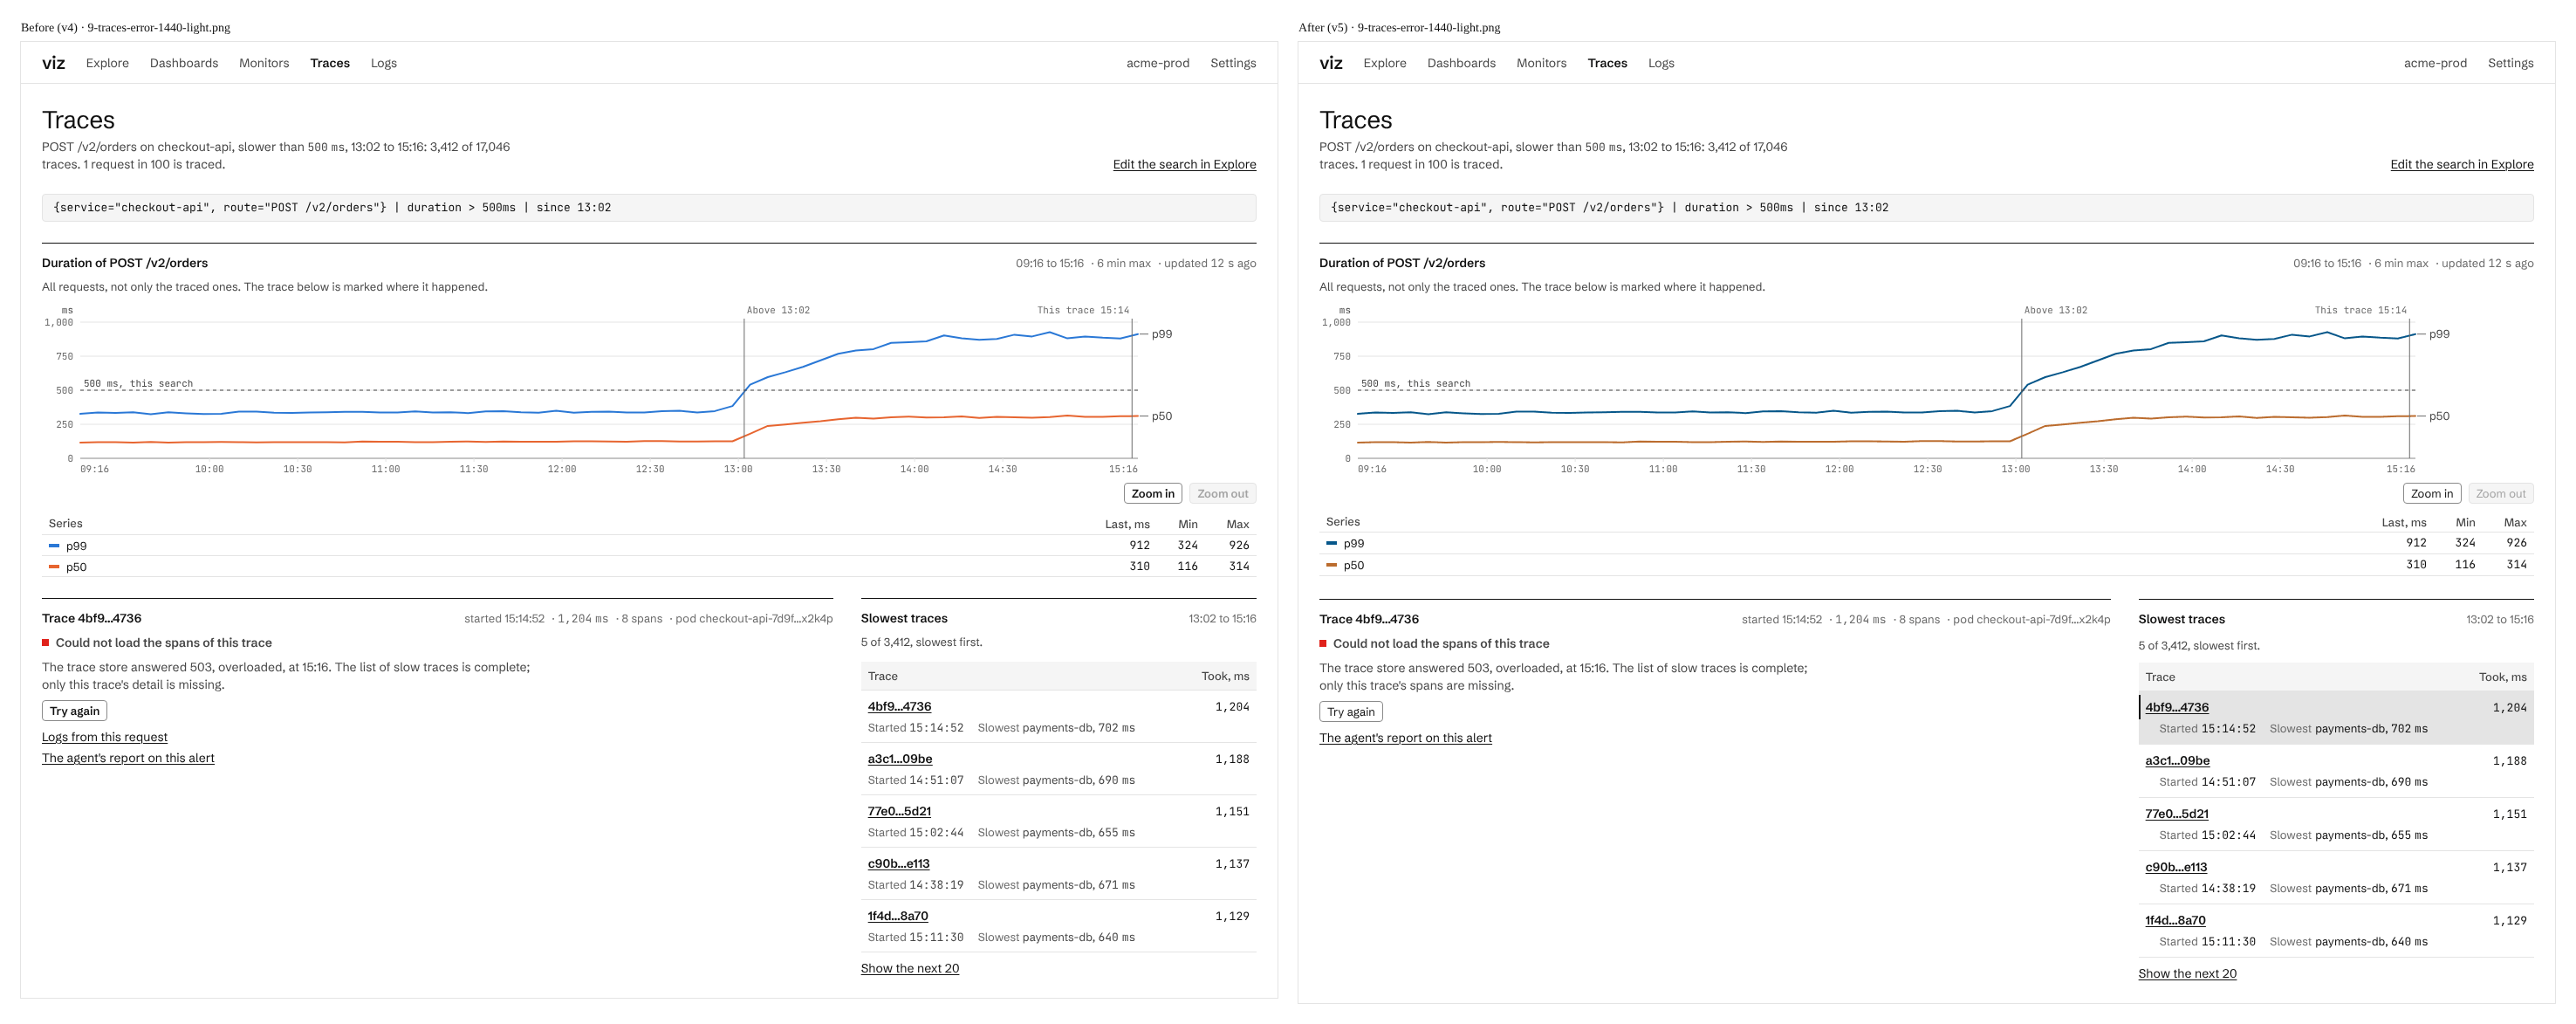 Before (v4) · 9-traces-error-1440-light.png
viz Explore Dashboards Monitors Traces Logs acme-prod Settings
Traces
POST /v2/orders on checkout-api, slower than 500 ms, 13:02 to 15:16: 3,412 of 17,046
traces. 1 request in 100 is traced.
Edit the search in Explore
{service="checkout-api", route="POST /v2/orders"} | duration > 500ms | since 13:02
Duration of POST /v2/orders
09:16 to 15:16 · 6 min max · updated 12 s ago
All requests, not only the traced ones. The trace below is marked where it happened.
ms
Above 13:02
This trace 15:14
1,000
p99
750
500
500 ms, this search
p50
250
0
09:16 10:00 10:30 11:00 11:30 12:00 12:30 13:00 13:30 14:00 14:30 15:16
Zoom in Zoom out
Series Last, ms Min Max
p99 912 324 926
p50 310 116 314
Trace 4bf9…4736
started 15:14:52 · 1,204 ms · 8 spans · pod checkout-api-7d9f…x2k4p
Could not load the spans of this trace
The trace store answered 503, overloaded, at 15:16. The list of slow traces is complete;
only this trace's detail is missing.
Try again
Logs from this request
The agent's report on this alert
Slowest traces
13:02 to 15:16
5 of 3,412, slowest first.
Trace Took, ms
4bf9…4736 1,204
Started 15:14:52 Slowest payments-db, 702 ms
a3c1…09be 1,188
Started 14:51:07 Slowest payments-db, 690 ms
77e0…5d21 1,151
Started 15:02:44 Slowest payments-db, 655 ms
c90b…e113 1,137
Started 14:38:19 Slowest payments-db, 671 ms
1f4d…8a70 1,129
Started 15:11:30 Slowest payments-db, 640 ms
Show the next 20
After (v5) · 9-traces-error-1440-light.png
viz Explore Dashboards Monitors Traces Logs acme-prod Settings
Traces
POST /v2/orders on checkout-api, slower than 500 ms, 13:02 to 15:16: 3,412 of 17,046
traces. 1 request in 100 is traced.
Edit the search in Explore
{service="checkout-api", route="POST /v2/orders"} | duration > 500ms | since 13:02
Duration of POST /v2/orders
09:16 to 15:16 · 6 min max · updated 12 s ago
All requests, not only the traced ones. The trace below is marked where it happened.
ms
Above 13:02
This trace 15:14
1,000
p99
750
500
500 ms, this search
p50
250
0
09:16 10:00 10:30 11:00 11:30 12:00 12:30 13:00 13:30 14:00 14:30 15:16
Zoom in Zoom out
Series Last, ms Min Max
p99 912 324 926
p50 310 116 314
Trace 4bf9…4736
started 15:14:52 · 1,204 ms · 8 spans · pod checkout-api-7d9f…x2k4p
Could not load the spans of this trace
The trace store answered 503, overloaded, at 15:16. The list of slow traces is complete;
only this trace's spans are missing.
Try again
The agent's report on this alert
Slowest traces
13:02 to 15:16
5 of 3,412, slowest first.
Trace Took, ms
4bf9…4736 1,204
Started 15:14:52 Slowest payments-db, 702 ms
a3c1…09be 1,188
Started 14:51:07 Slowest payments-db, 690 ms
77e0…5d21 1,151
Started 15:02:44 Slowest payments-db, 655 ms
c90b…e113 1,137
Started 14:38:19 Slowest payments-db, 671 ms
1f4d…8a70 1,129
Started 15:11:30 Slowest payments-db, 640 ms
Show the next 20